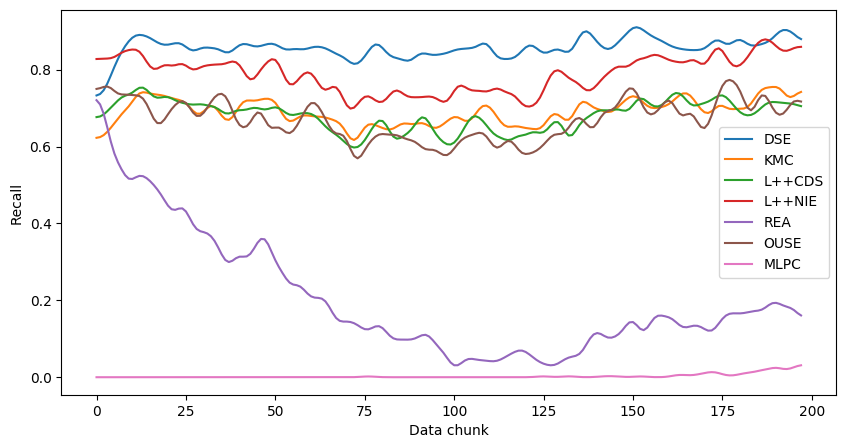 0.8
0.6
0.4
0.2
0.0
Recall
0
25
50
75
100
125
150
175
200
Data chunk
DSE
KMC
L++CDS
L++NIE
REA
OUSE
MLPC